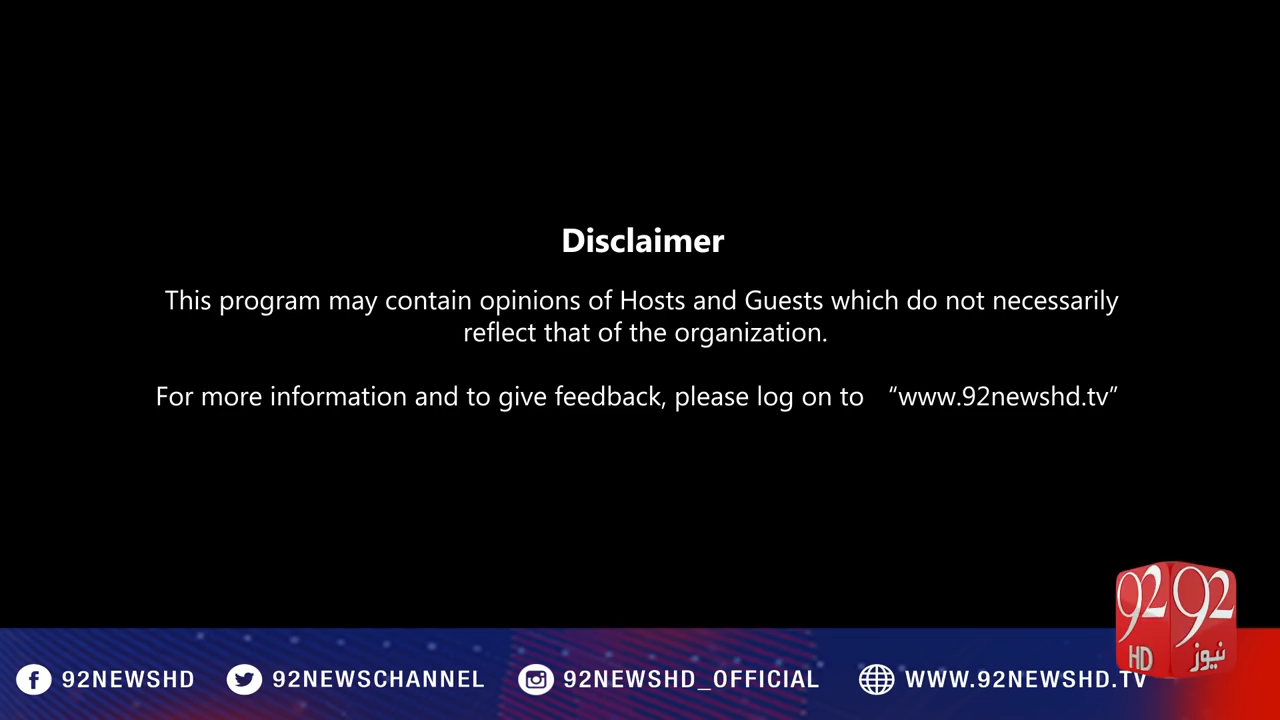 Disclaimer
This program may contain opinions of Hosts and Guests which do not necessarily
reflect that of the organization.
For more information and to give feedback, please log on to “www.92newshd.tv”
92 92
HD نیوز
92NEWSHD 92NEWSCHANNEL 92NEWSHD_OFFICIAL WWW.92NEWSHD.TV